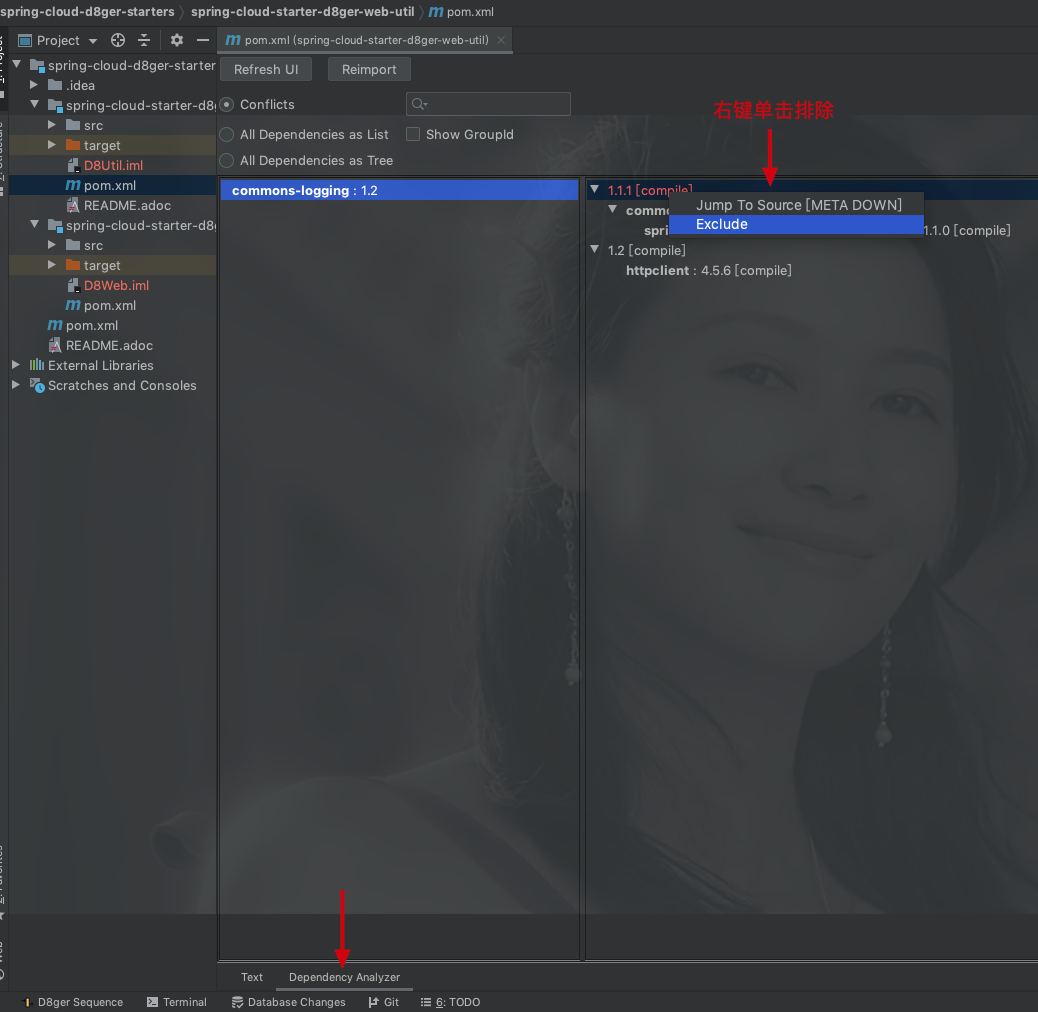 spring-cloud-d8ger-starters spring-cloud-starter-d8ger-web-util pom.xml
Project
pom.xml (spring-cloud-starter-d8ger-web-util)
spring-cloud-d8ger-starter
.idea
spring-cloud-starter-d8g
src
target
D8Util.iml
pom.xml
README.adoc
spring-cloud-starter-d8g
src
target
D8Web.iml
pom.xml
pom.xml
README.adoc
External Libraries
Scratches and Consoles
Refresh UI Reimport
Conflicts
All Dependencies as List Show GroupId
All Dependencies as Tree
右键单击排除
commons-logging : 1.2
1.1.1 [compile]
Jump To Source [META DOWN]
Exclude
1.1.0 [compile]
1.2 [compile]
httpclient : 4.5.6 [compile]
Text Dependency Analyzer
D8ger Sequence Terminal Database Changes Git 6: TODO